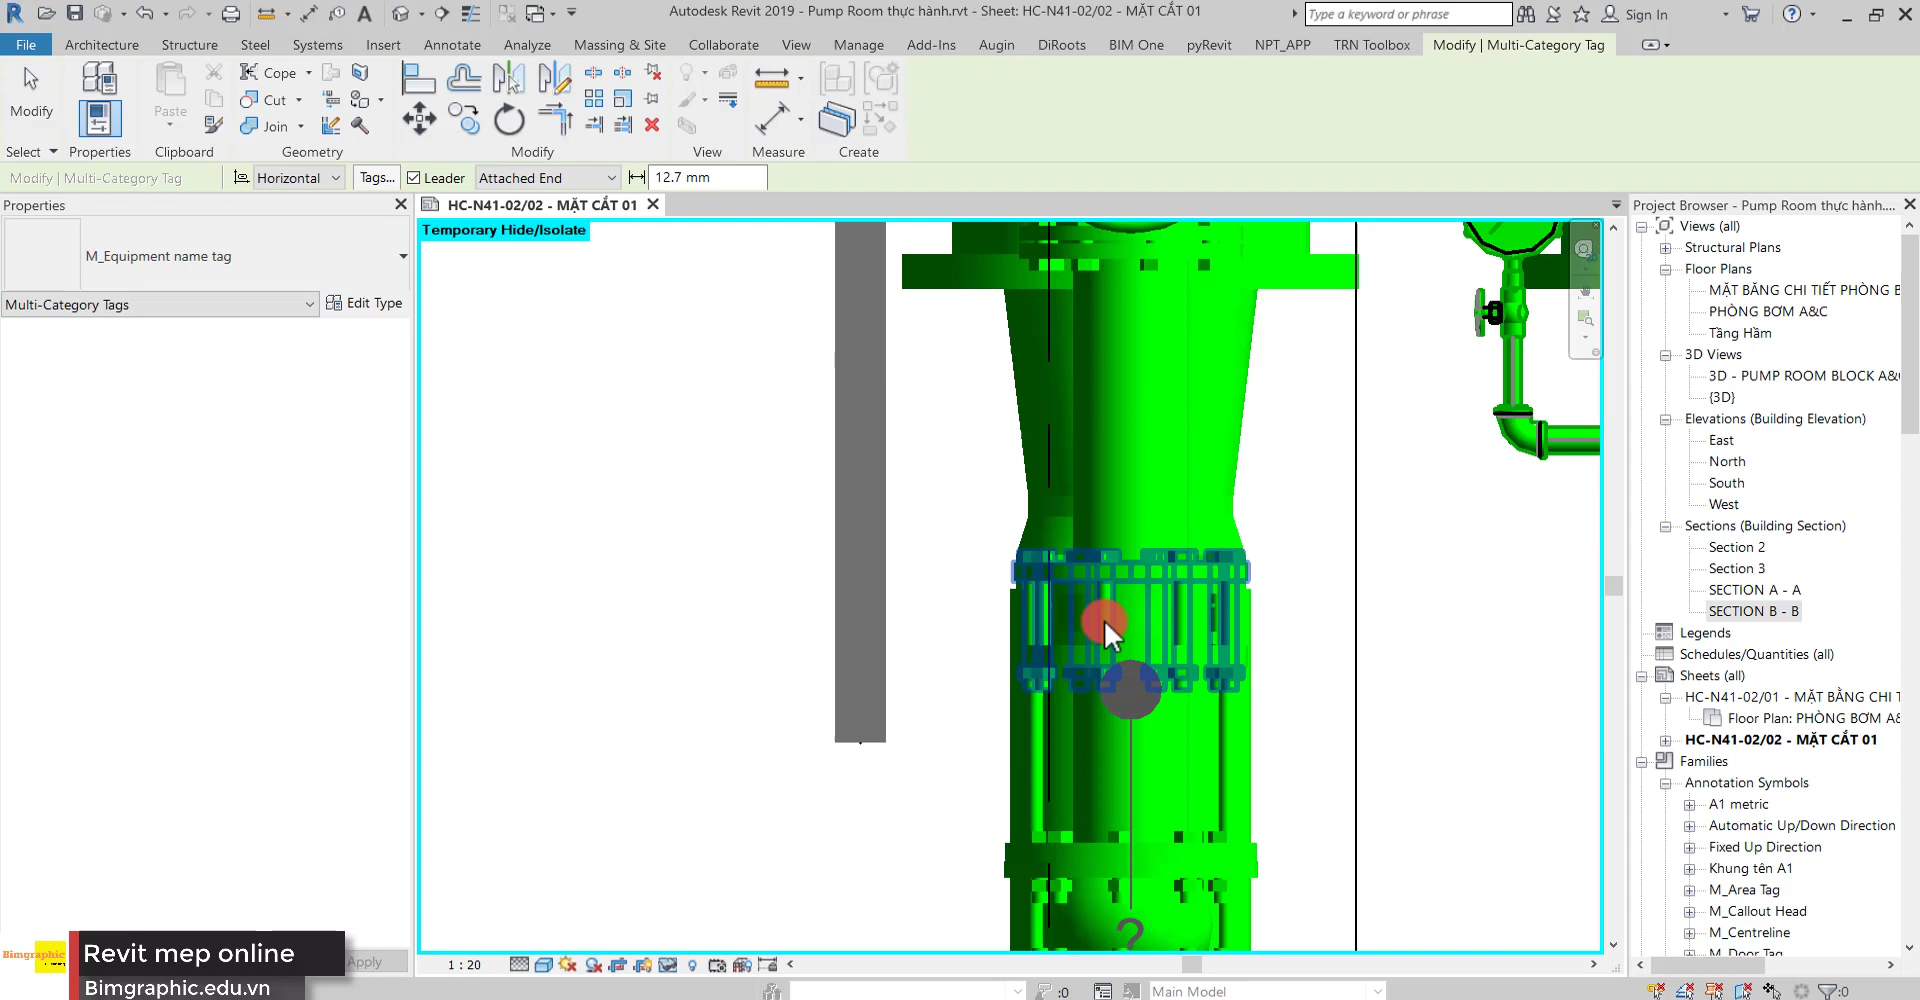 Autodesk Revit 2019 - Pump Room thực hành.rvt - Sheet: HC-N41-02/02 - MẶT CẮT 01
Type a keyword or phrase
Sign In
File
Architecture
Structure
Steel
Systems
Insert
Annotate
Analyze
Massing & Site
Collaborate
View
Manage
Add-Ins
Augin
DiRoots
BIM One
pyRevit
NPT_APP
TRN Toolbox
Modify | Multi-Category Tag
Modify
Paste
Cope
Cut
Join
Select
Properties
Clipboard
Geometry
Modify
View
Measure
Create
Modify | Multi-Category Tag
Horizontal
Tags...
Leader
Attached End
12.7 mm
Properties
HC-N41-02/02 - MẶT CẮT 01
Project Browser - Pump Room thực hành....
Temporary Hide/Isolate
M_Equipment name tag
Multi-Category Tags
Edit Type
Views (all)
Structural Plans
Floor Plans
MẶT BẰNG CHI TIẾT PHÒNG B
PHÒNG BƠM A&C
Tầng Hầm
3D Views
3D - PUMP ROOM BLOCK A&
{3D}
Elevations (Building Elevation)
East
North
South
West
Sections (Building Section)
Section 2
Section 3
SECTION A - A
SECTION B - B
Legends
Schedules/Quantities (all)
Sheets (all)
HC-N41-02/01 - MẶT BẰNG CHI T
Floor Plan: PHÒNG BƠM A&
HC-N41-02/02 - MẶT CẮT 01
Families
Annotation Symbols
A1 metric
Automatic Up/Down Direction
Fixed Up Direction
Khung tên A1
M_Area Tag
M_Callout Head
M_Centreline
M_Door Tag
?
Bimgraphic
Revit mep online
Apply
Bimgraphic.edu.vn
1 : 20
:0
Main Model
:0